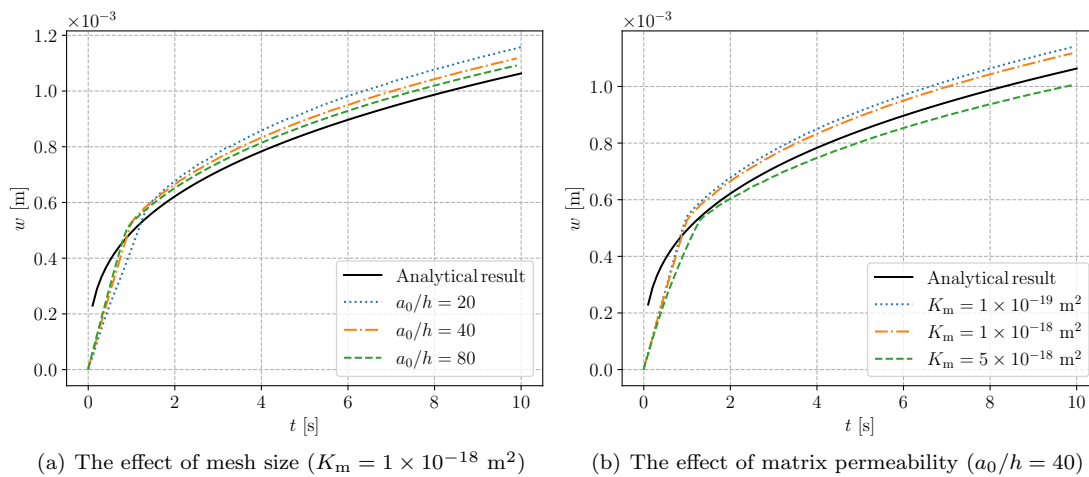 ×10⁻³
1.2
1.0
0.8
0.6
0.4
0.2
0.0
w [m]
0 2 4 6 8 10
t [s]
Analytical result
a₀/h = 20
a₀/h = 40
a₀/h = 80
(a) The effect of mesh size (Kₘ = 1 × 10⁻¹⁸ m²)
×10⁻³
1.0
0.8
0.6
0.4
0.2
0.0
w [m]
0 2 4 6 8 10
t [s]
Analytical result
Kₘ = 1 × 10⁻¹⁹ m²
Kₘ = 1 × 10⁻¹⁸ m²
Kₘ = 5 × 10⁻¹⁸ m²
(b) The effect of matrix permeability (a₀/h = 40)